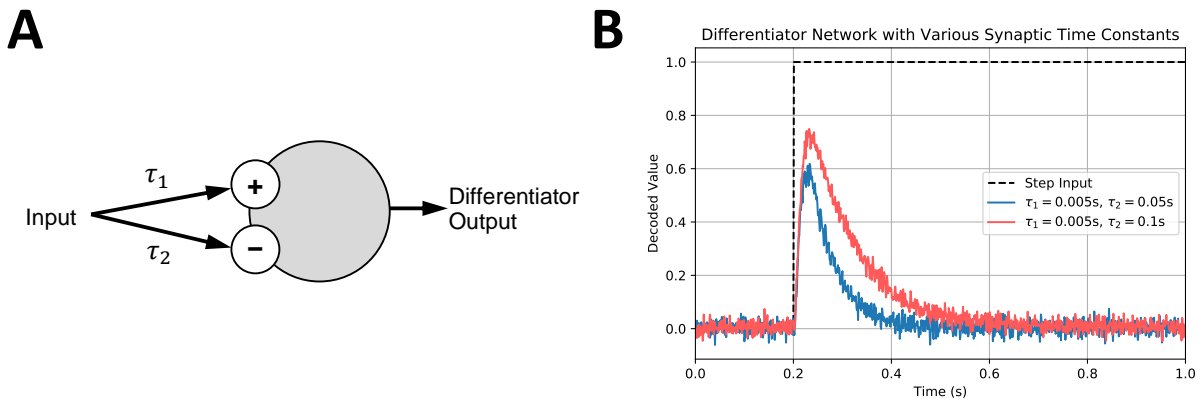 A
Input
τ₁
τ₂
+
−
Differentiator
Output
B
Differentiator Network with Various Synaptic Time Constants
Decoded Value
1.0
0.8
0.6
0.4
0.2
0.0
Step Input
τ₁ = 0.005s, τ₂ = 0.05s
τ₁ = 0.005s, τ₂ = 0.1s
0.0 0.2 0.4 0.6 0.8 1.0
Time (s)